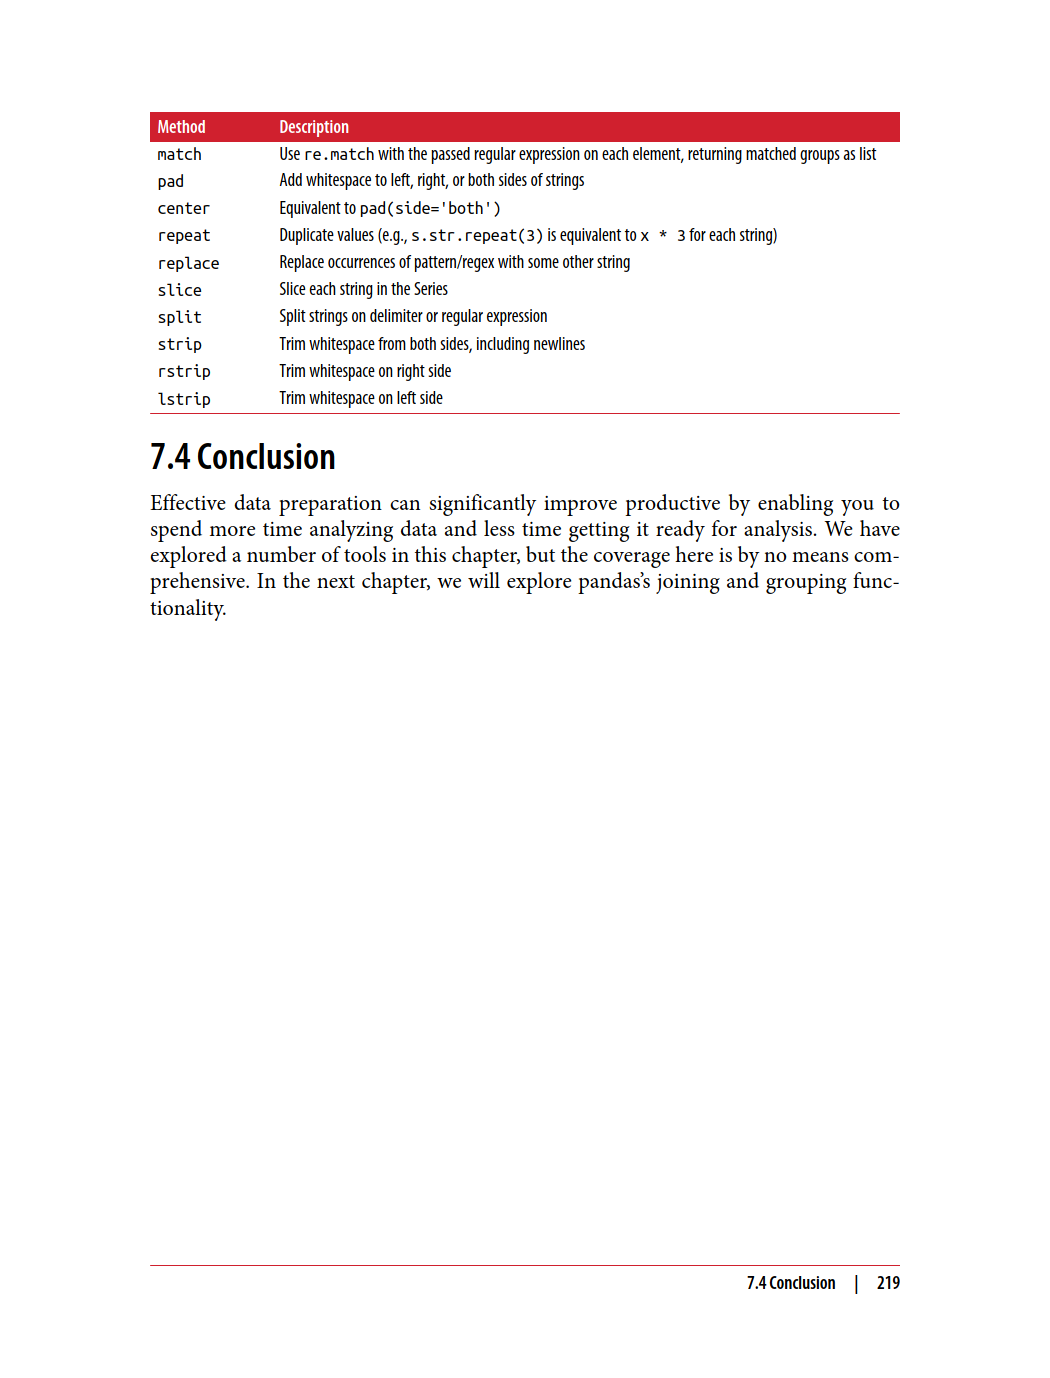 Method Description
match Use re.match with the passed regular expression on each element, returning matched groups as list
pad Add whitespace to left, right, or both sides of strings
center Equivalent to pad(side='both')
repeat Duplicate values (e.g., s.str.repeat(3) is equivalent to x * 3 for each string)
replace Replace occurrences of pattern/regex with some other string
slice Slice each string in the Series
split Split strings on delimiter or regular expression
strip Trim whitespace from both sides, including newlines
rstrip Trim whitespace on right side
lstrip Trim whitespace on left side
7.4 Conclusion
Effective data preparation can significantly improve productive by enabling you to
spend more time analyzing data and less time getting it ready for analysis. We have
explored a number of tools in this chapter, but the coverage here is by no means com-
prehensive. In the next chapter, we will explore pandas’s joining and grouping func-
tionality.
7.4 Conclusion | 219